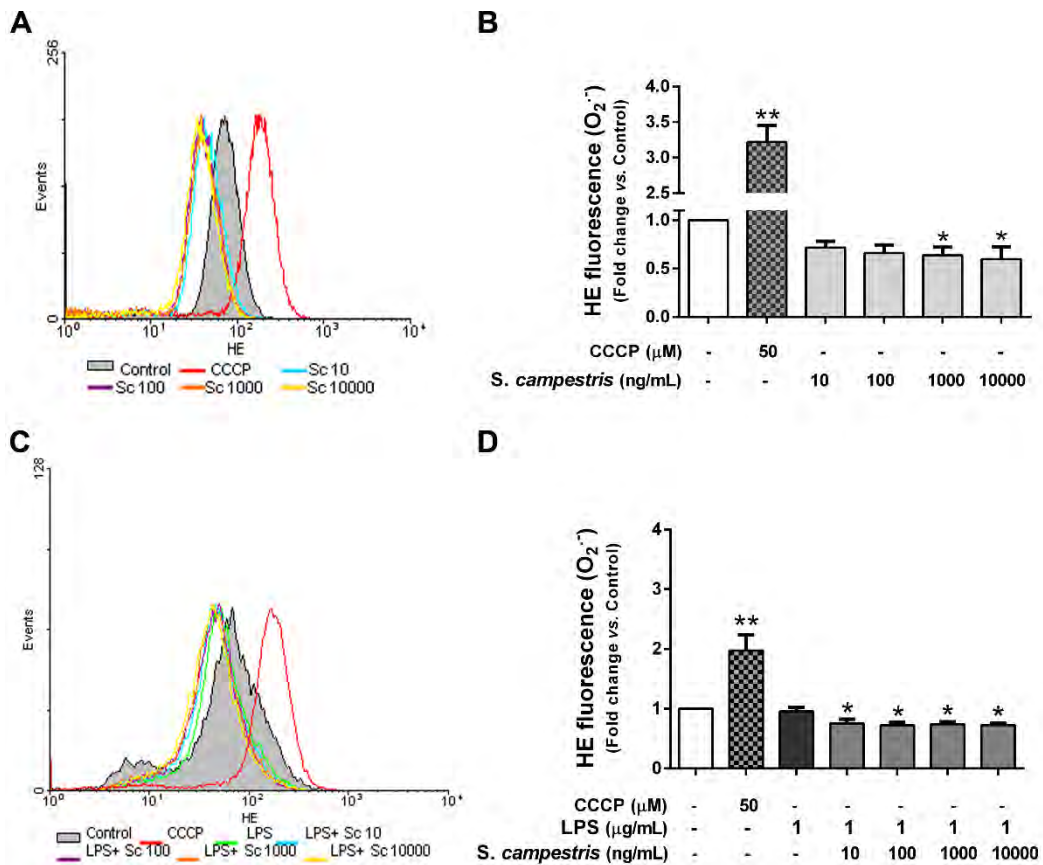 A
256
Events
0
10⁰ 10¹ 10² 10³ 10⁴
HE
Control CCCP Sc 10
Sc 100 Sc 1000 Sc 10000
B
HE fluorescence (O₂·⁻)
(Fold change vs. Control)
4.0
3.5
3.0
2.5
1.0
0.5
0.0
**
* *
CCCP (μM) - 50 - - - -
S. campestris (ng/mL) - - 10 100 1000 10000
C
128
Events
0
10⁰ 10¹ 10² 10³ 10⁴
HE
Control CCCP LPS LPS+ Sc 10
LPS+ Sc 100 LPS+ Sc 1000 LPS+ Sc 10000
D
HE fluorescence (O₂·⁻)
(Fold change vs. Control)
4
3
2
1
0
**
* * * *
CCCP (μM) - 50 - - - - -
LPS (μg/mL) - - 1 1 1 1 1
S. campestris (ng/mL) - - - 10 100 1000 10000